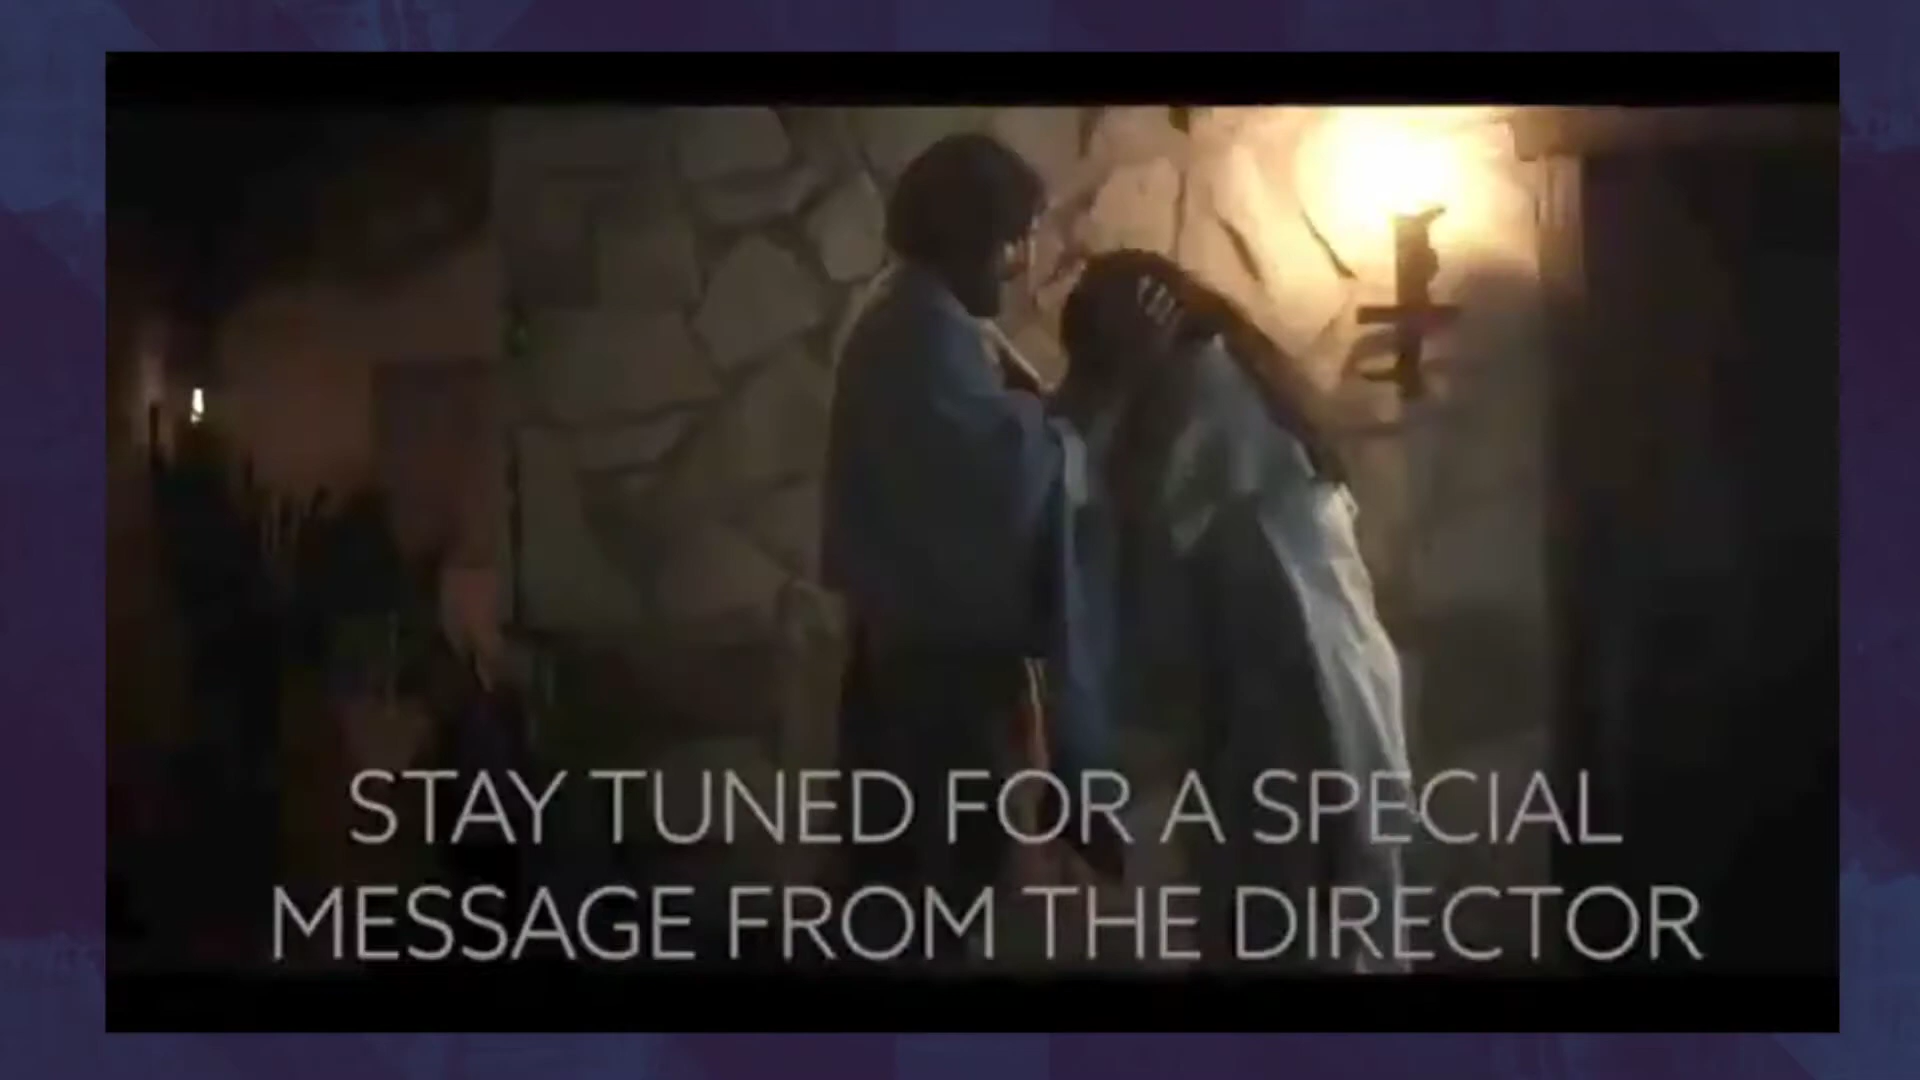 STAY TUNED FOR A SPECIAL
MESSAGE FROM THE DIRECTOR